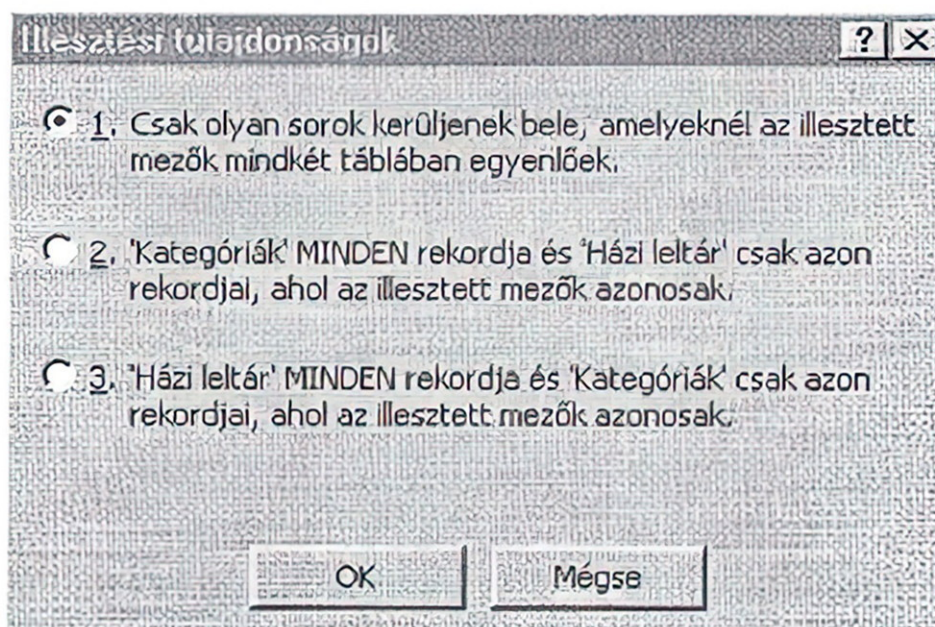 Illesztési tulajdonságok
1. Csak olyan sorok kerüljenek bele, amelyeknél az illesztett
mezők mindkét táblában egyenlőek.
2. 'Kategóriák' MINDEN rekordja és 'Házi leltár' csak azon
rekordjai, ahol az illesztett mezők azonosak.
3. 'Házi leltár' MINDEN rekordja és 'Kategóriák' csak azon
rekordjai, ahol az illesztett mezők azonosak.
OK Mégse